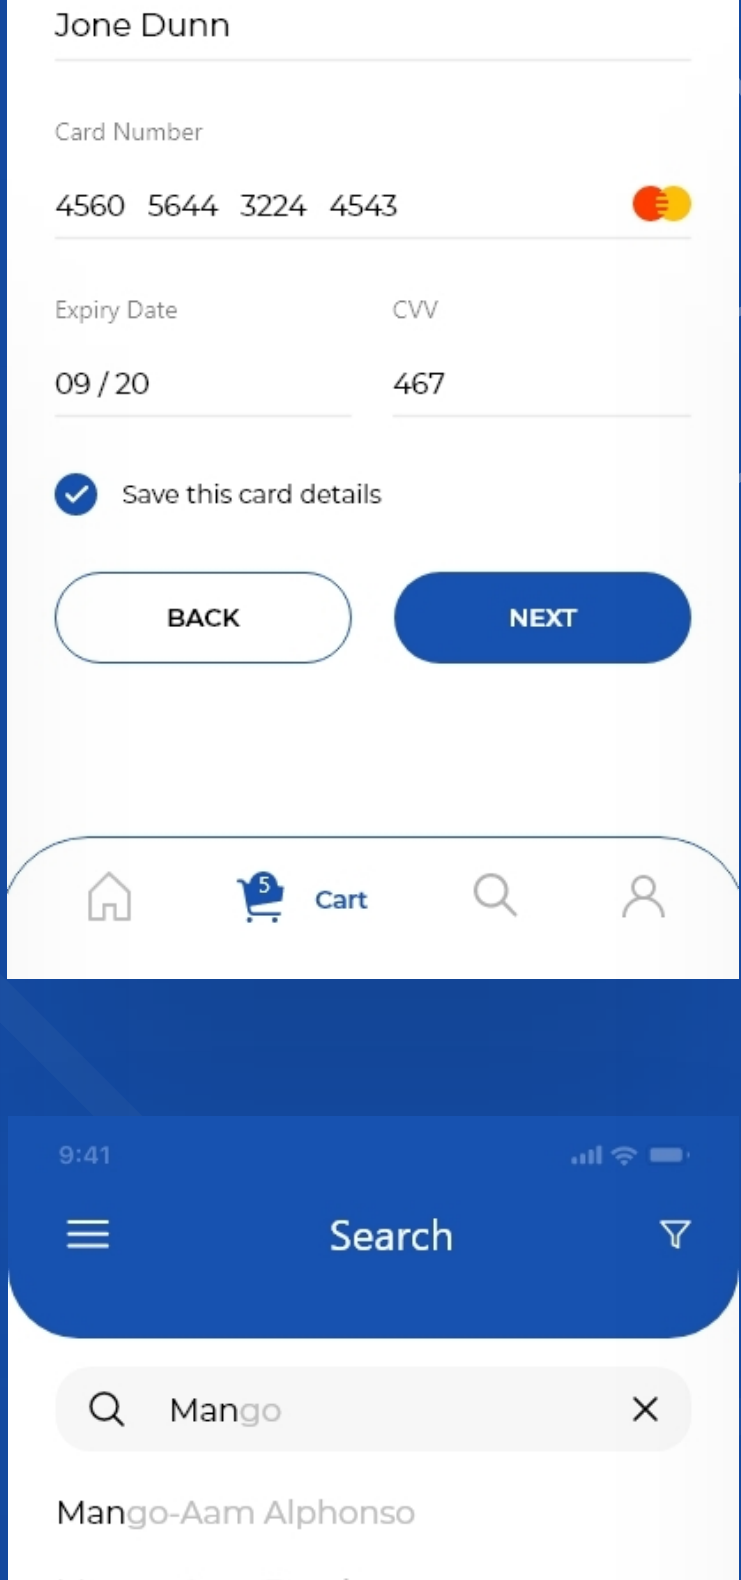 Jone Dunn
Card Number
4560 5644 3224 4543
Expiry Date CVV
09 / 20 467
Save this card details
BACK NEXT
5 Cart
9:41
Search
Mango
Mango-Aam Alphonso